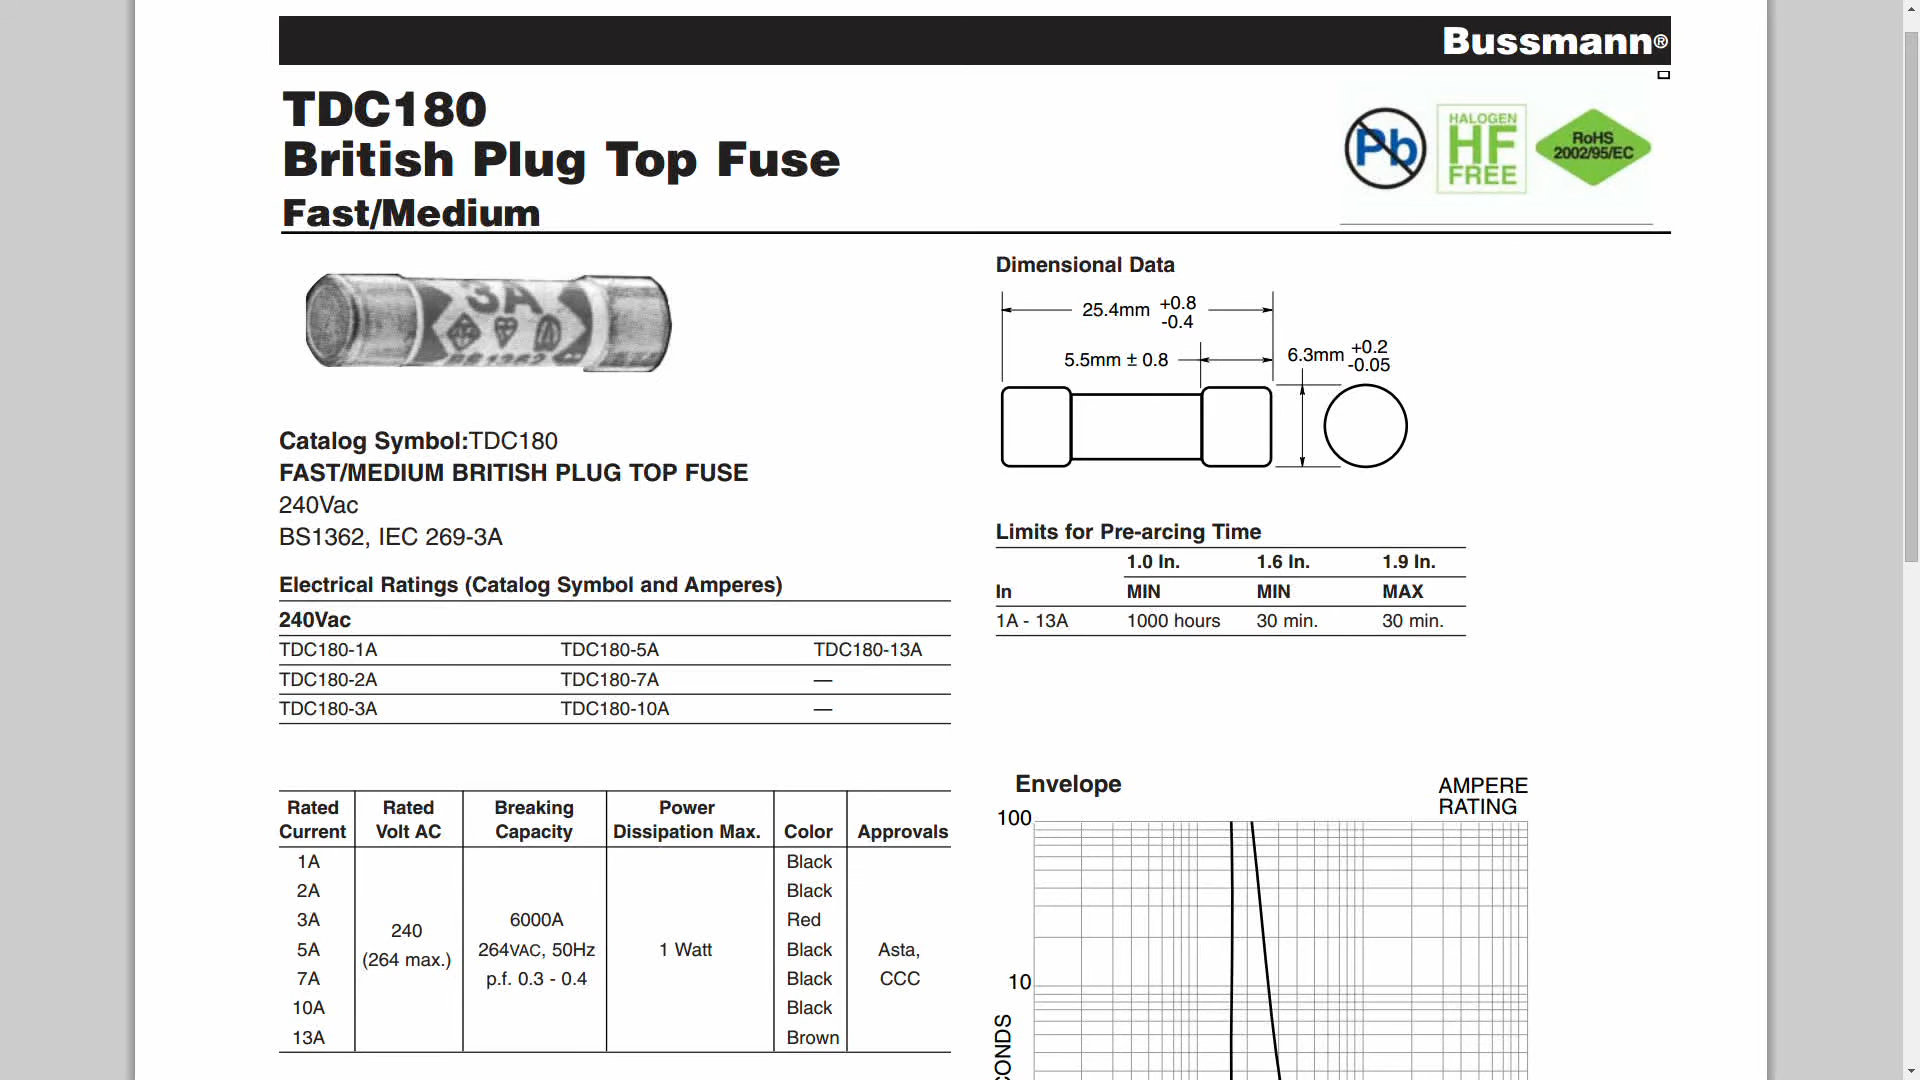 Bussmann®
TDC180
British Plug Top Fuse
Fast/Medium
Pb
HALOGEN
HF
FREE
RoHS
2002/95/EC
3A
BS1362
Catalog Symbol:TDC180
FAST/MEDIUM BRITISH PLUG TOP FUSE
240Vac
BS1362, IEC 269-3A
Electrical Ratings (Catalog Symbol and Amperes)
240Vac
TDC180-1A TDC180-5A TDC180-13A
TDC180-2A TDC180-7A —
TDC180-3A TDC180-10A —
Rated Current Rated Volt AC Breaking Capacity Power Dissipation Max. Color Approvals
1A Black
2A Black
3A Red
5A Black
7A Black
10A Black
13A Brown
240
(264 max.)
6000A
264VAC, 50Hz
p.f. 0.3 - 0.4
1 Watt
Asta,
CCC
Dimensional Data
25.4mm +0.8 -0.4
5.5mm ± 0.8
6.3mm +0.2 -0.05
Limits for Pre-arcing Time
1.0 In. 1.6 In. 1.9 In.
In MIN MIN MAX
1A - 13A 1000 hours 30 min. 30 min.
Envelope
AMPERE
RATING
100
10